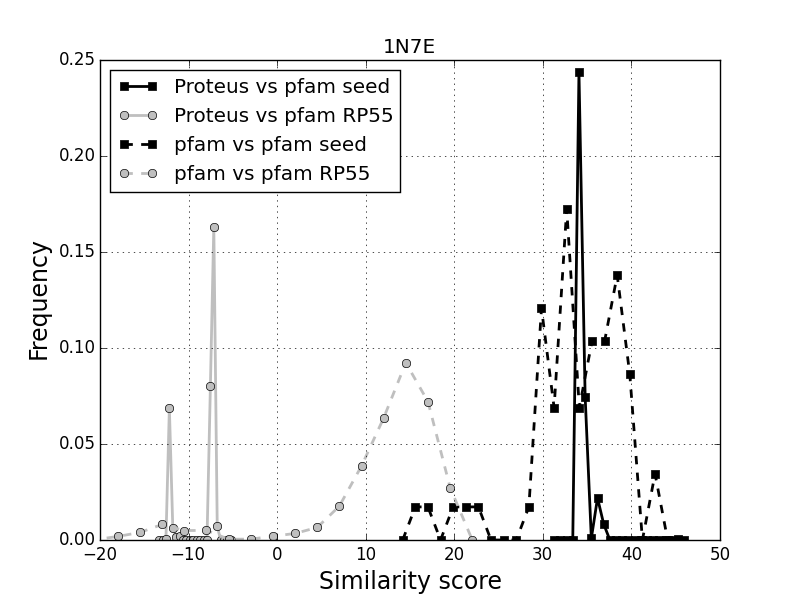 1N7E
Proteus vs pfam seed
Proteus vs pfam RP55
pfam vs pfam seed
pfam vs pfam RP55
Frequency
0.25
0.20
0.15
0.10
0.05
0.00
−20 −10 0 10 20 30 40 50
Similarity score